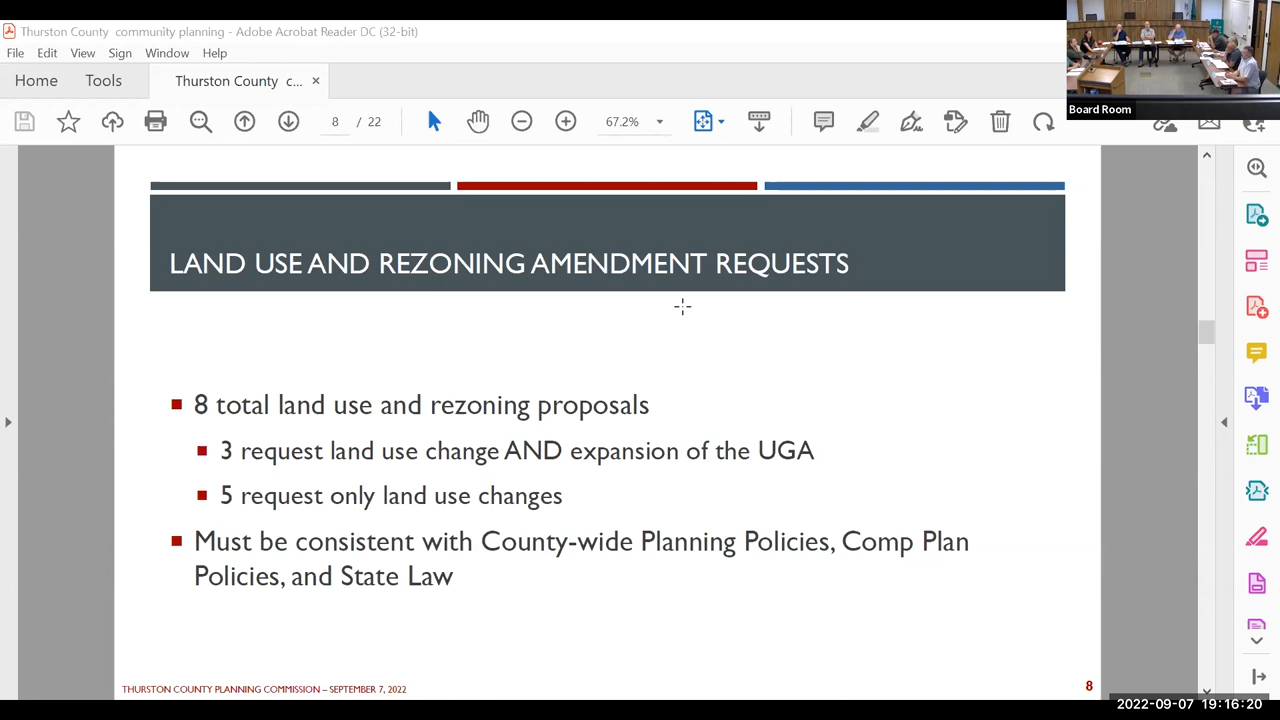 Thurston County community planning - Adobe Acrobat Reader DC (32-bit)
File Edit View Sign Window Help
Home Tools Thurston County c... ×
8 / 22 67.2%
Board Room
LAND USE AND REZONING AMENDMENT REQUESTS
8 total land use and rezoning proposals
3 request land use change AND expansion of the UGA
5 request only land use changes
Must be consistent with County-wide Planning Policies, Comp Plan
Policies, and State Law
THURSTON COUNTY PLANNING COMMISSION – SEPTEMBER 7, 2022
8
2022-09-07 19:16:20